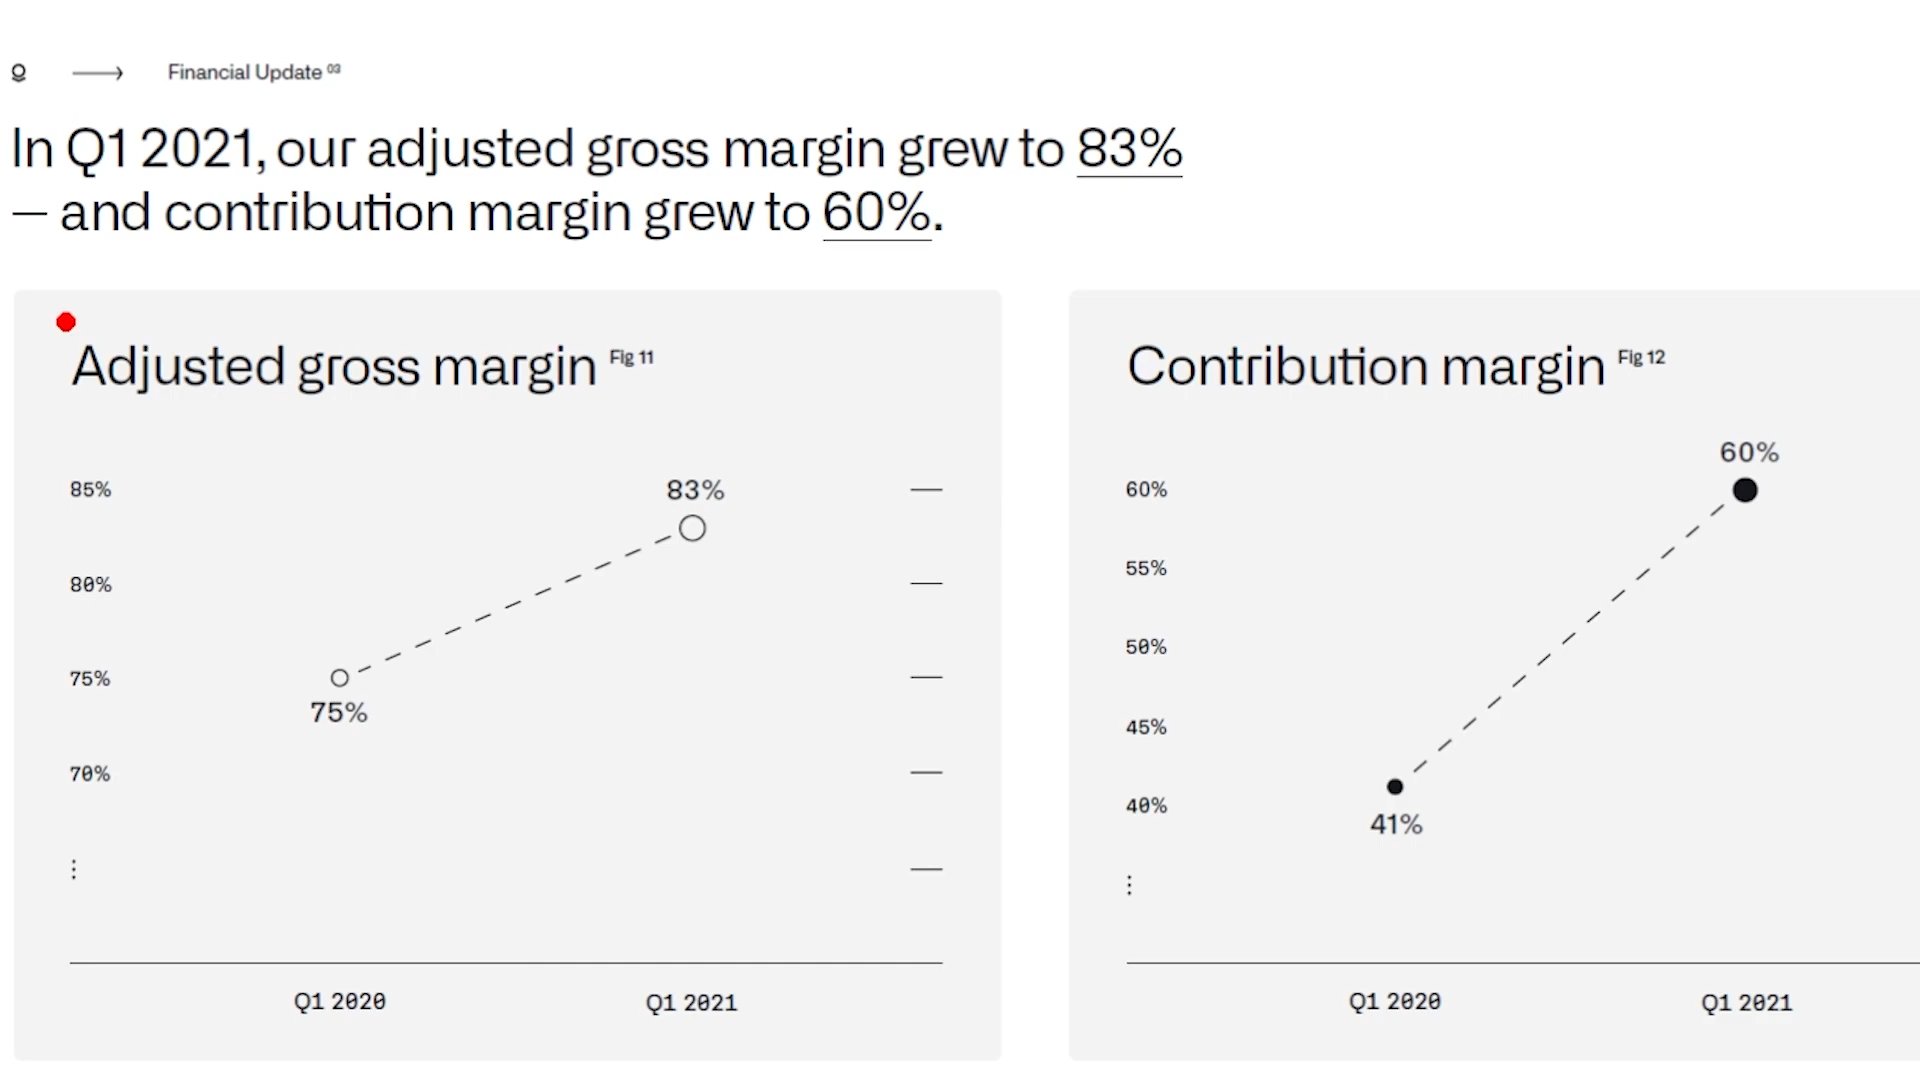 Financial Update 03
In Q1 2021, our adjusted gross margin grew to 83%
— and contribution margin grew to 60%.
Adjusted gross margin Fig 11
85%
80%
75%
70%
⋮
83%
75%
Q1 2020
Q1 2021
Contribution margin Fig 12
60%
55%
50%
45%
40%
⋮
60%
41%
Q1 2020
Q1 2021